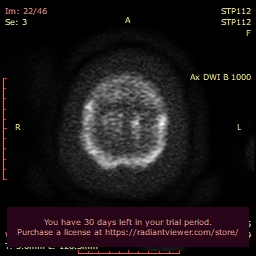 Im: 22/46
Se: 3
A
STP112
STP112
F
Ax DWI B 1000
R
L
You have 30 days left in your trial period.
Purchase a license at https://radiantviewer.com/store/